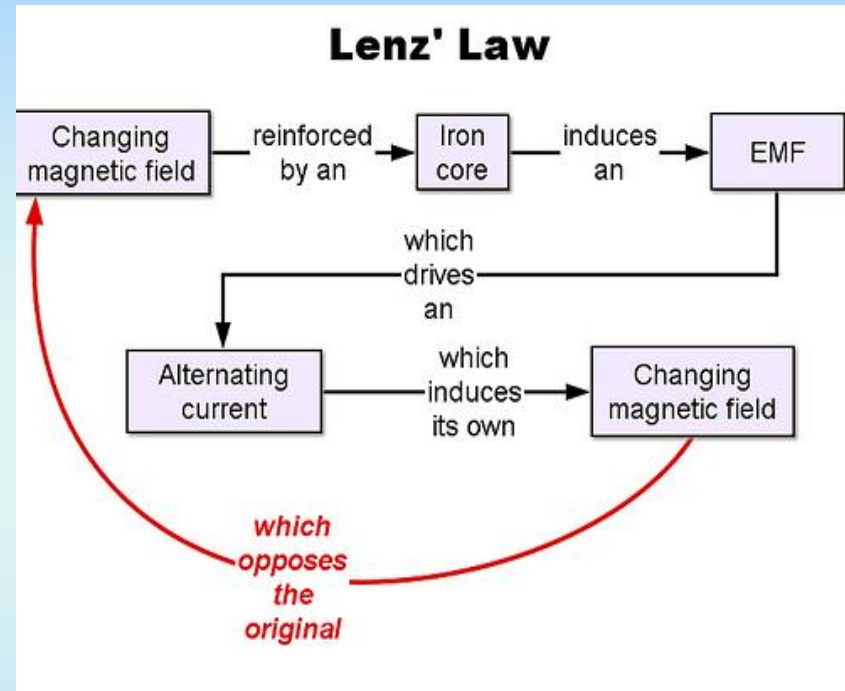 Lenz' Law
Changing
magnetic field
reinforced
by an
Iron
core
induces
an
EMF
which
drives
an
Alternating
current
which
induces
its own
Changing
magnetic field
which
opposes
the
original